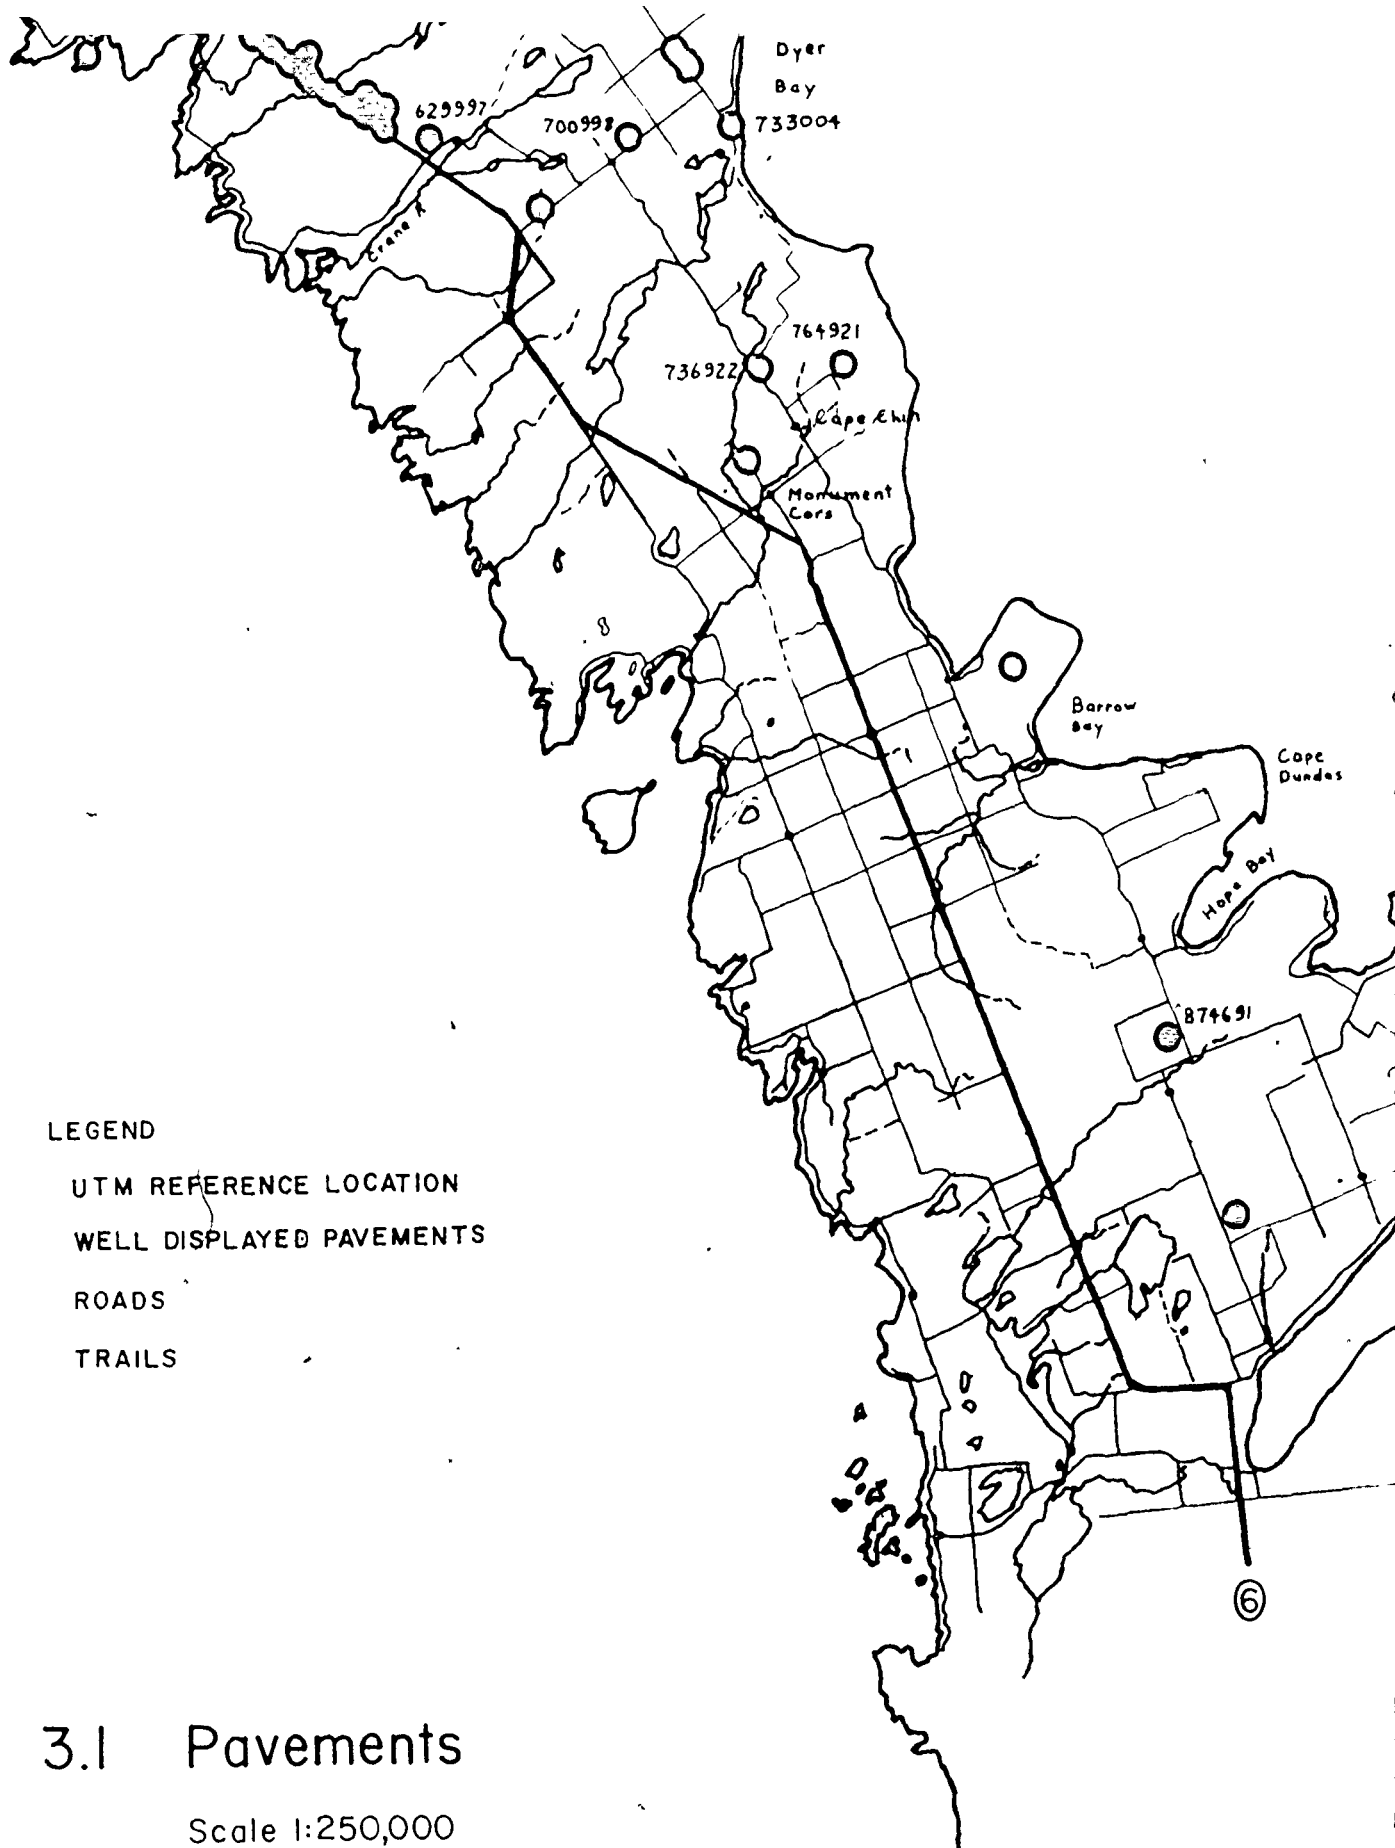 Dyer
Bay
629997
700998
733004
Crane R
764921
736922
Cape Chin
Monument
Cors
Barrow
Bay
Cape
Dundas
Hope Bay
874691
LEGEND
UTM REFERENCE LOCATION
WELL DISPLAYED PAVEMENTS
ROADS
TRAILS
6
3.1 Pavements
Scale 1:250,000